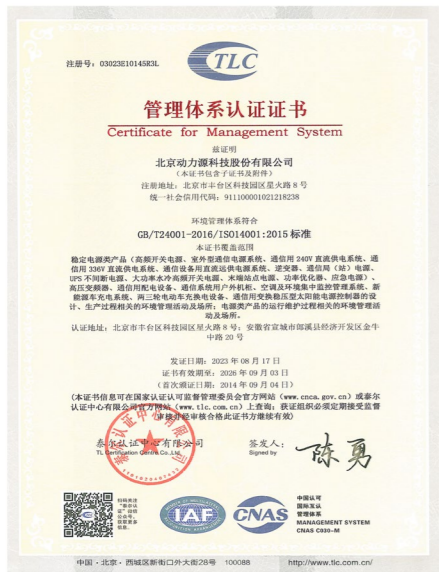 TLC
注册号：03023E10145R3L
管理体系认证证书
Certificate for Management System
兹证明
北京动力源科技股份有限公司
（本证书包含子证书及附件）
注册地址：北京市丰台区科技园区星火路 8 号
统一社会信用代码：911100001021218238
环境管理体系符合
GB/T24001-2016/ISO14001:2015 标准
本证书覆盖范围
稳定电源类产品（高频开关电源、室外型通信电源系统、通信用 240V 直流供电系统、通
信用 336V 直流供电系统、通信设备用直流远供电源系统、逆变器、通信局（站）电源、
UPS 不间断电源、大功率水冷高频开关电源、末端站点电源、功率优化器、应急电源）、
高压变频器、通信用配电设备、通信系统用户外机柜、空调及环境集中监控管理系统、新
能源车充电系统、两三轮电动车充换电设备、通信用变换稳压型太阳能电源控制器的设
计、生产过程相关的环境管理活动及场所；电源类产品的运行维护过程相关的环境管理活
动及场所。
认证地址：北京市丰台区科技园区星火路 8 号；安徽省宣城市郎溪县经济开发区金牛
中路 20 号
发证日期：2023 年 08 月 17 日
证书有效期至：2026 年 09 月 03 日
（首次颁证日期：2014 年 09 月 04 日）
(本证书信息可在国家认证认可监督管理委员会官方网站（www.cnca.gov.cn）或泰尔
认证中心有限公司官方网站（www.tlc.com.cn）上查询；获证组织必须定期接受监督
审核并经审核合格此证书方继续有效)
泰尔认证中心有限公司
TL Certification Centre Co.,Ltd.
签发人：
Signed by
陈勇
扫码关注
“泰尔认
证”微信
公众号，
获取更多
信息。
IAF
CNAS
中国认可
国际互认
管理体系
MANAGEMENT SYSTEM
CNAS C030-M
中国·北京·西城区新街口外大街28号 100088
http://www.tlc.com.cn/